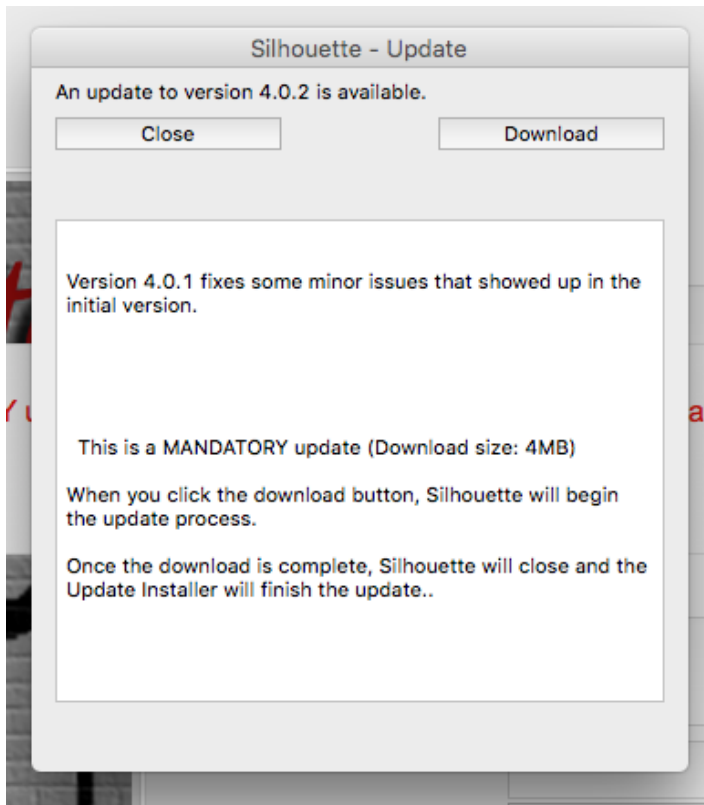 Silhouette - Update
An update to version 4.0.2 is available.
Close
Download
Version 4.0.1 fixes some minor issues that showed up in the
initial version.
This is a MANDATORY update (Download size: 4MB)
When you click the download button, Silhouette will begin
the update process.
Once the download is complete, Silhouette will close and the
Update Installer will finish the update..